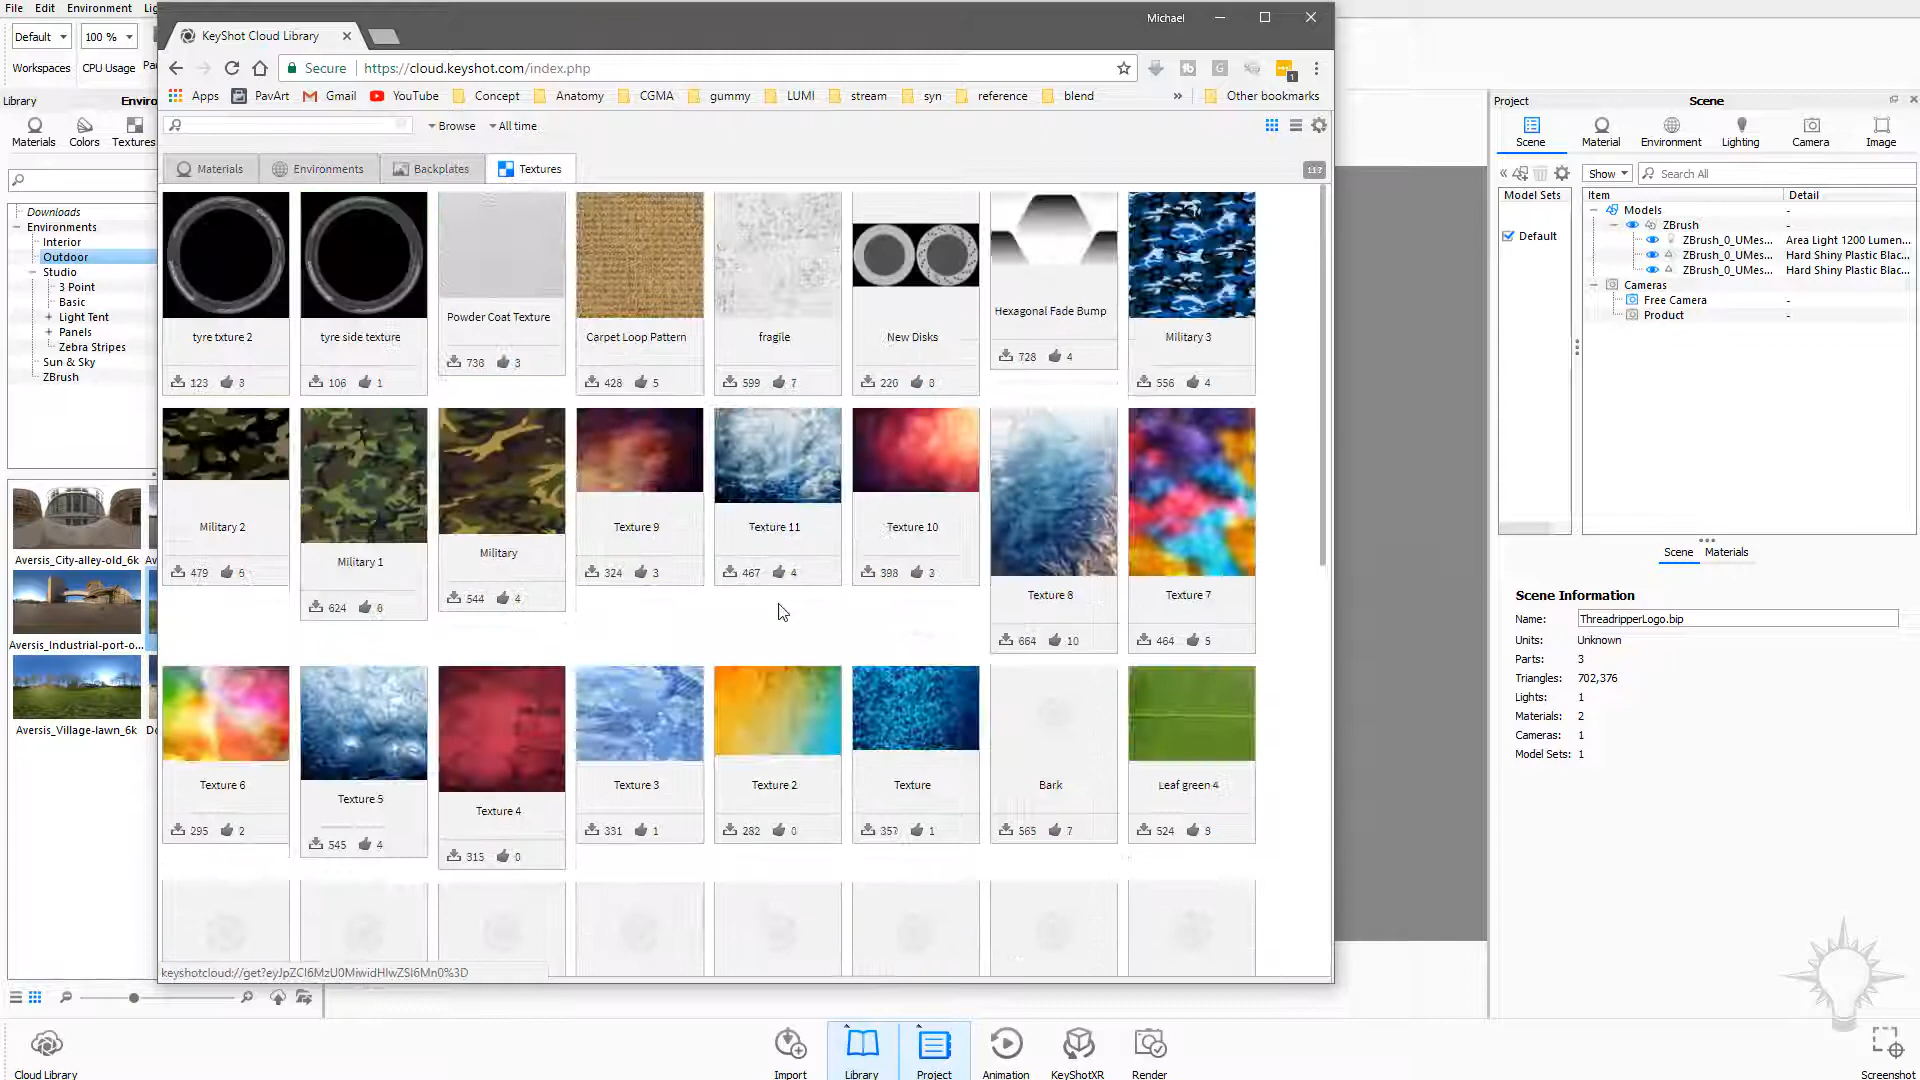 File Edit Environment
Michael
KeyShot Cloud Library
Default 100 %
Workspaces CPU Usage
Secure https://cloud.keyshot.com/index.php
Apps PavArt Gmail YouTube Concept Anatomy CGMA gummy LUMI stream syn reference blend » Other bookmarks
Library
Materials Colors Textures
Browse All time
Materials Environments Backplates Textures
Downloads
Environments
Interior
Outdoor
Studio
3 Point
Basic
Light Tent
Panels
Zebra Stripes
Sun & Sky
ZBrush
Aversis_City-alley-old_6k
Aversis_Industrial-port-o...
Aversis_Village-lawn_6k
tyre txture 2
123 3
tyre side texture
106 1
Powder Coat Texture
736 3
Carpet Loop Pattern
428 5
fragile
599 7
New Disks
220 8
Hexagonal Fade Bump
728 4
Military 3
556 4
Military 2
479 6
Military 1
624 6
Military
544 4
Texture 9
324 3
Texture 11
467 4
Texture 10
398 3
Texture 8
664 10
Texture 7
464 5
Texture 6
295 2
Texture 5
545 4
Texture 4
315 0
Texture 3
331 1
Texture 2
282 0
Texture
357 1
Bark
565 7
Leaf green 4
524 9
Project Scene
Scene Material Environment Lighting Camera Image
Show Search All
Model Sets Item Detail
Default
Models -
ZBrush -
ZBrush_0_UMes... Area Light 1200 Lumen...
ZBrush_0_UMes... Hard Shiny Plastic Blac...
ZBrush_0_UMes... Hard Shiny Plastic Blac...
Cameras
Free Camera -
Product -
Scene Materials
Scene Information
Name: ThreadripperLogo.bip
Units: Unknown
Parts: 3
Triangles: 702,376
Lights: 1
Materials: 2
Cameras: 1
Model Sets: 1
Cloud Library Import Library Project Animation KeyShotXR Render Screenshot